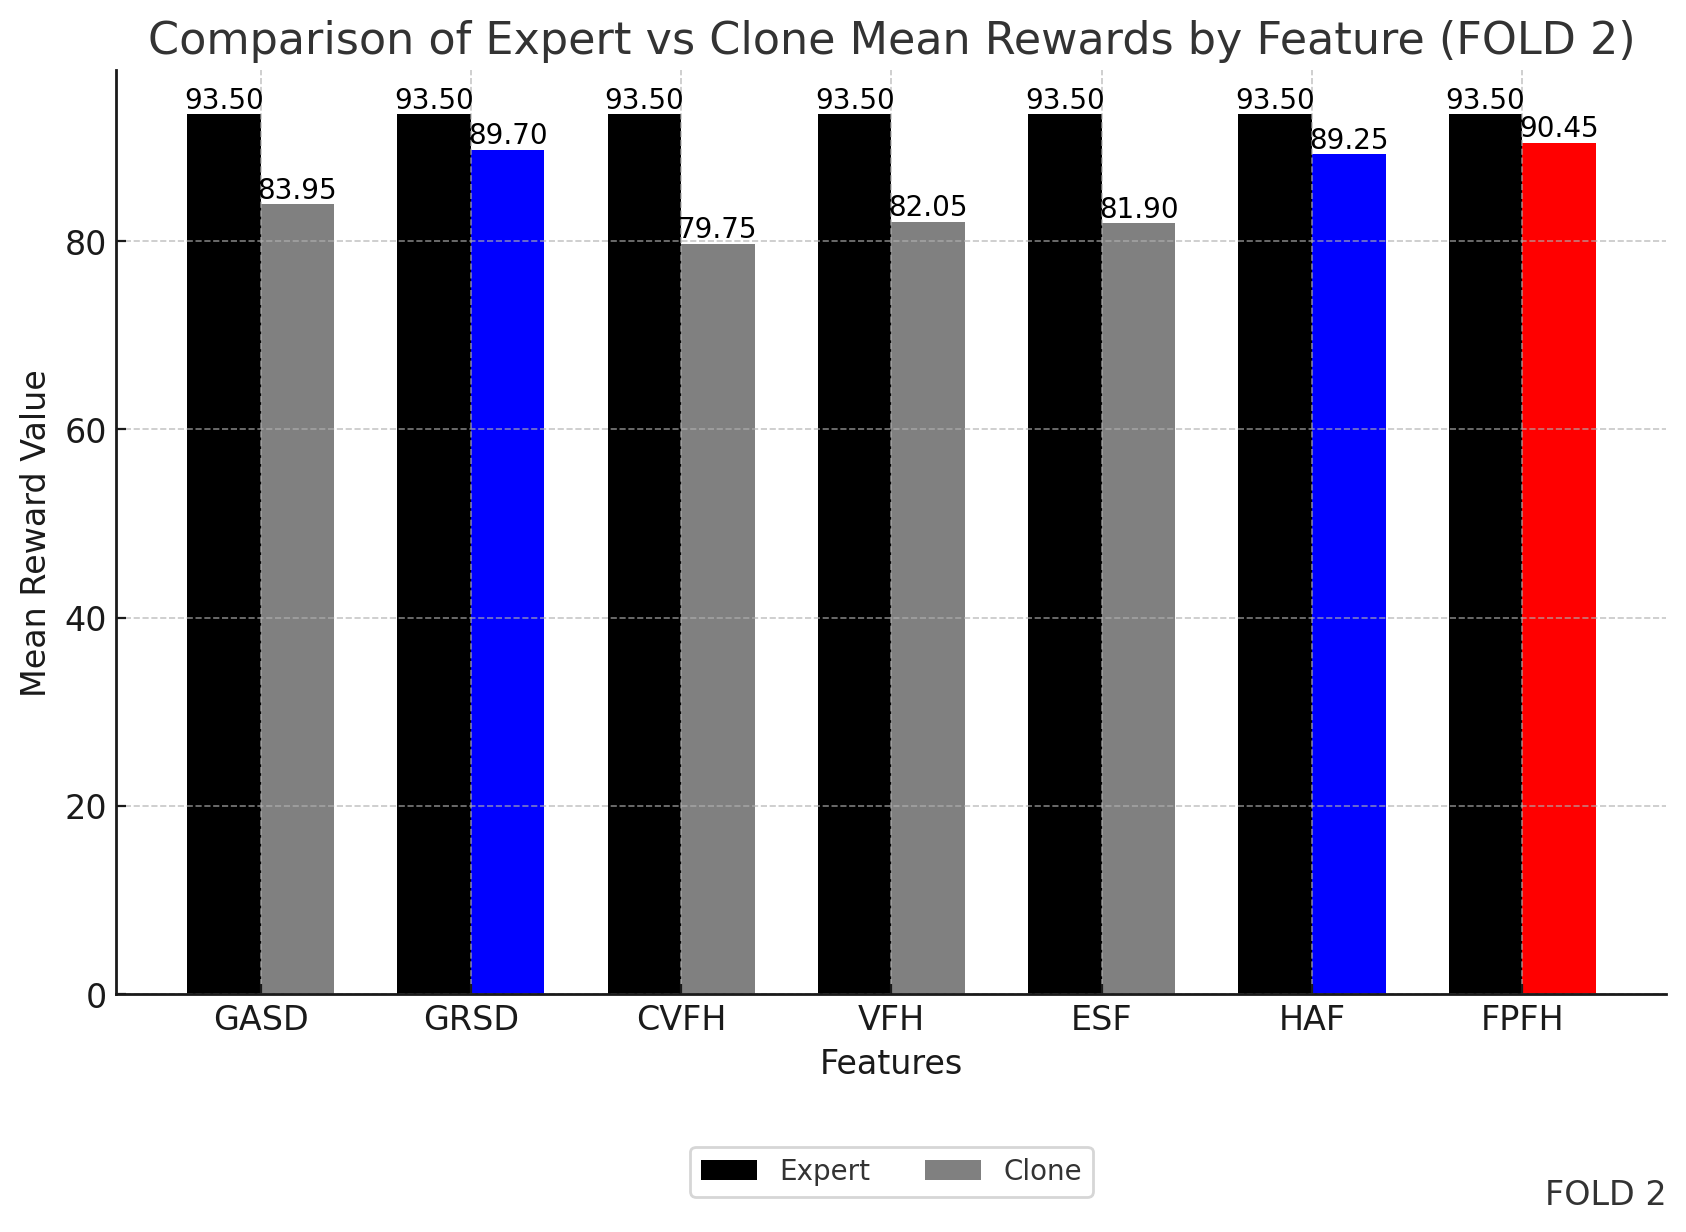 Comparison of Expert vs Clone Mean Rewards by Feature (FOLD 2)
93.50 93.50 93.50 93.50 93.50 93.50 93.50
83.95 89.70 79.75 82.05 81.90 89.25 90.45
Mean Reward Value
80
60
40
20
0
GASD GRSD CVFH VFH ESF HAF FPFH
Features
Expert Clone
FOLD 2